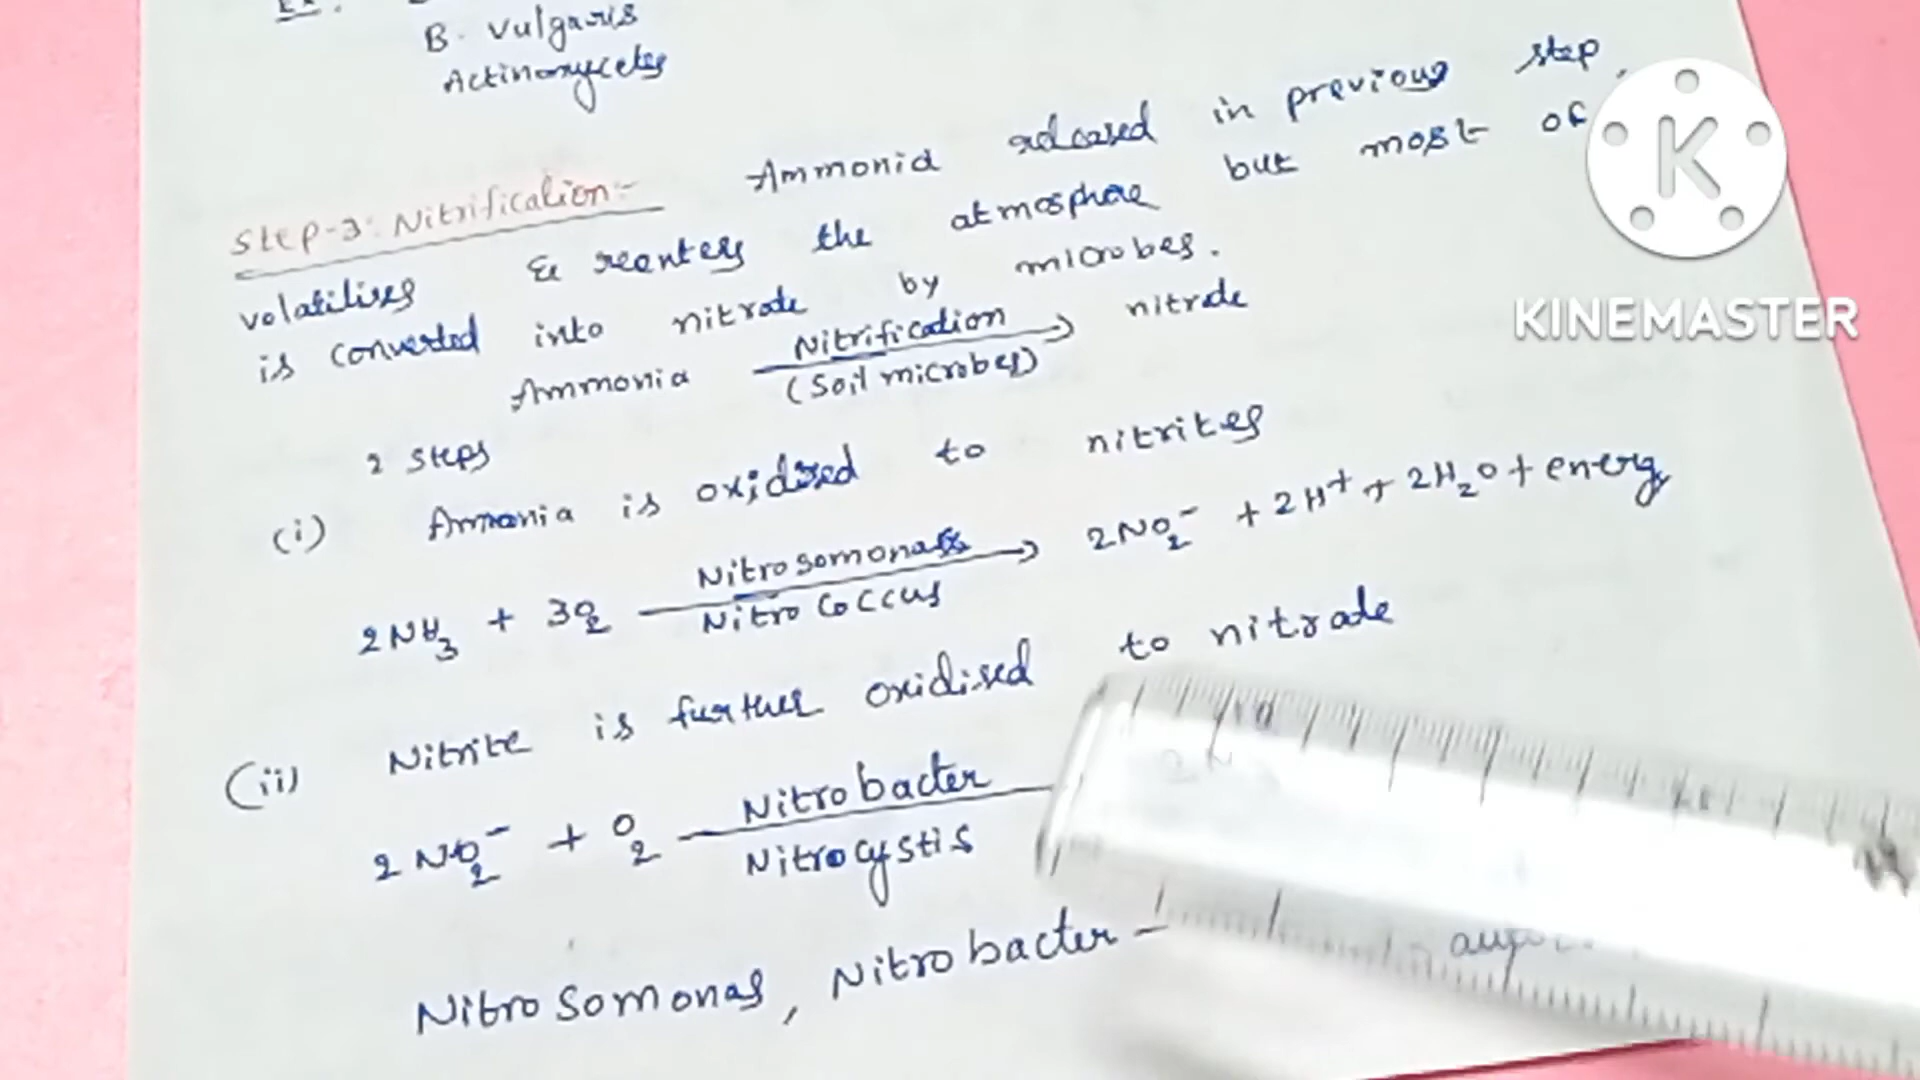 B. vulgaris
Actinomycetes
Step-3: Nitrification:- Ammonia released in previous step,
volatilises & reenters the atmosphere but most of
is converted into nitrate by microbes.
Ammonia Nitrification (Soil microbes) → nitrate
2 steps
(i) Ammonia is oxidised to nitrites
2NH₃ + 3O₂ Nitrosomonas Nitrococcus → 2NO₂⁻ + 2H⁺ + 2H₂O + energy
(ii) Nitrite is further oxidised to nitrate
2NO₂⁻ + O₂ Nitrobacter Nitrocystis
Nitrosomonas, Nitrobacter -
K
KINEMASTER